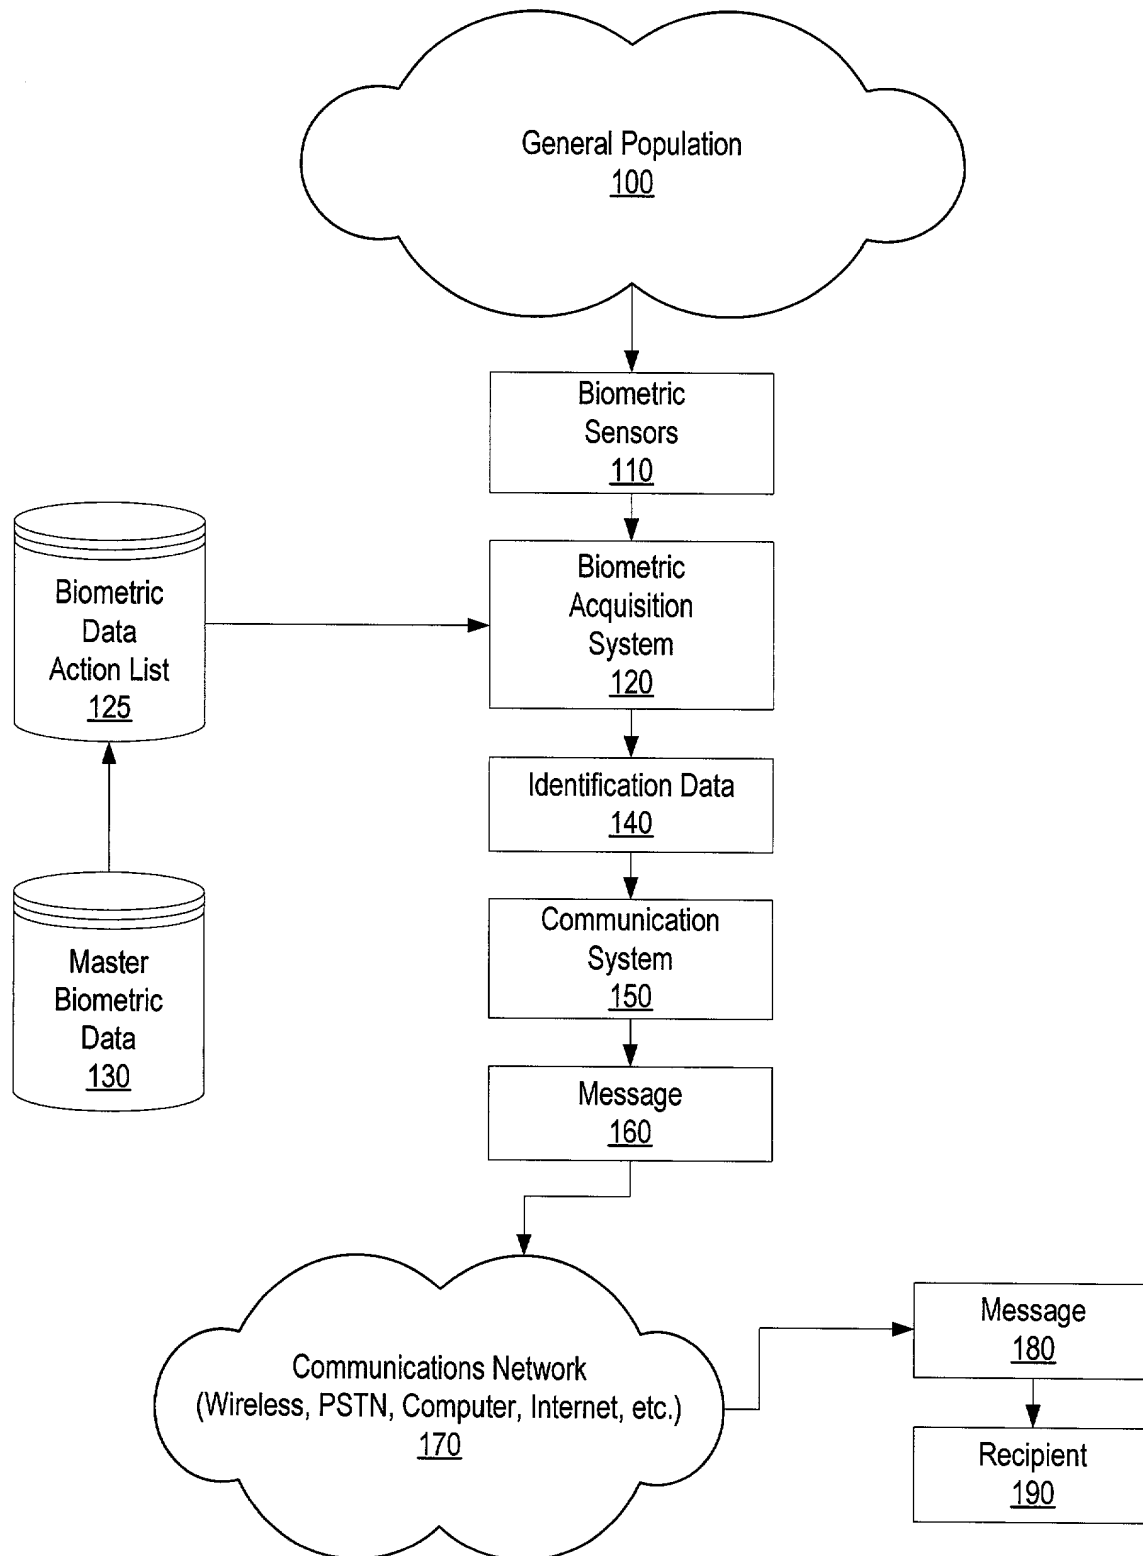 General Population
100
Biometric
Sensors
110
Biometric
Data
Action List
125
Biometric
Acquisition
System
120
Identification Data
140
Master
Biometric
Data
130
Communication
System
150
Message
160
Communications Network
(Wireless, PSTN, Computer, Internet, etc.)
170
Message
180
Recipient
190